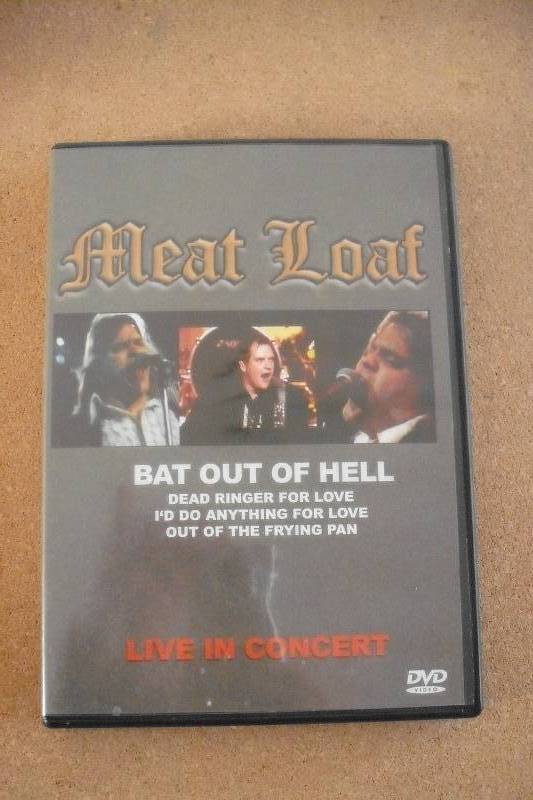 Meat Loaf
BAT OUT OF HELL
DEAD RINGER FOR LOVE
I'D DO ANYTHING FOR LOVE
OUT OF THE FRYING PAN
LIVE IN CONCERT
DVD
VIDEO